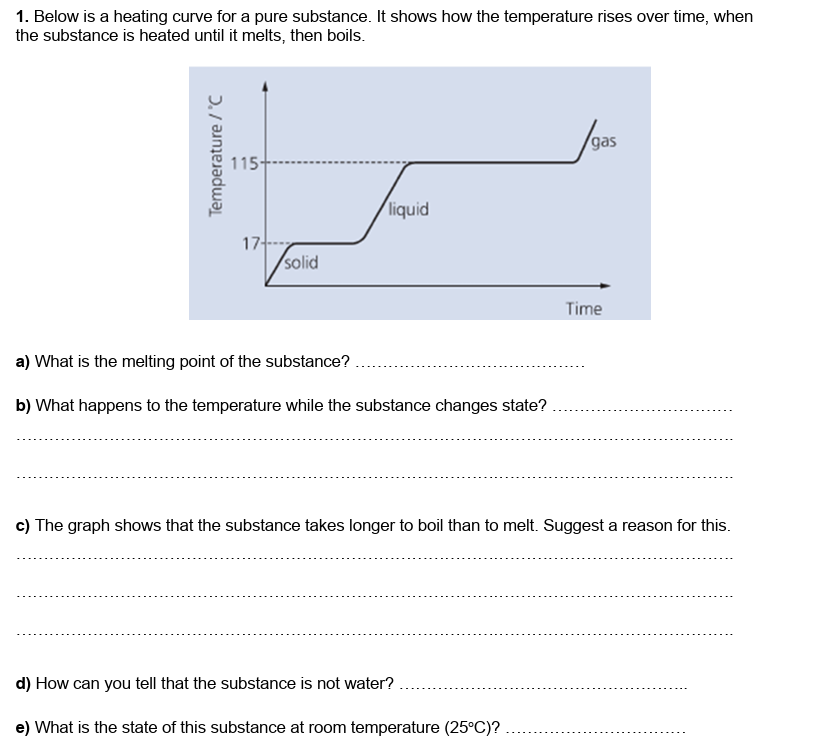 1. Below is a heating curve for a pure substance. It shows how the temperature rises over time, when
the substance is heated until it melts, then boils.
Temperature / °C
115
gas
liquid
17
solid
Time
a) What is the melting point of the substance? ……………………………………
b) What happens to the temperature while the substance changes state? ……………………………
……………………………………………………………………………………………………………………….
……………………………………………………………………………………………………………………….
c) The graph shows that the substance takes longer to boil than to melt. Suggest a reason for this.
……………………………………………………………………………………………………………………….
……………………………………………………………………………………………………………………….
……………………………………………………………………………………………………………………….
d) How can you tell that the substance is not water? ……………………………………………..
e) What is the state of this substance at room temperature (25ºC)? ……………………………